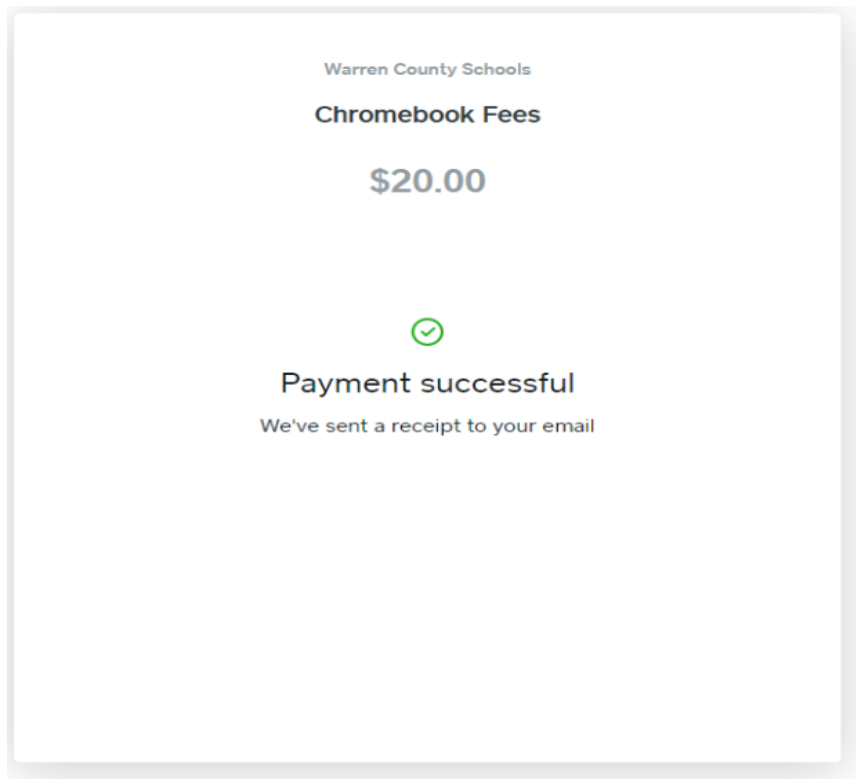 Warren County Schools
Chromebook Fees
$20.00
Payment successful
We've sent a receipt to your email